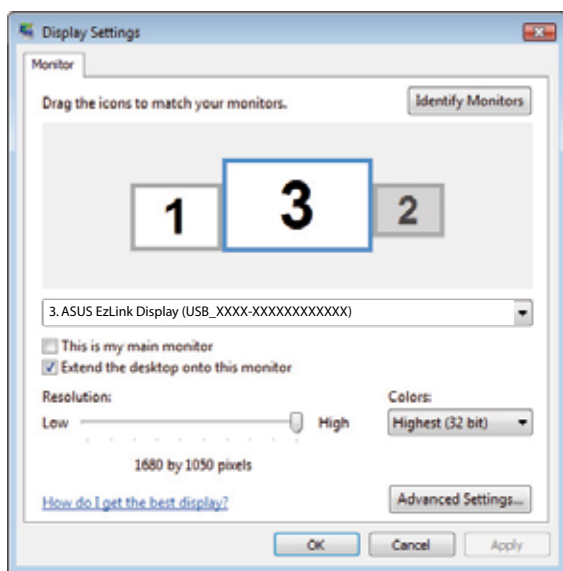 Display Settings
Monitor
Drag the icons to match your monitors.
Identify Monitors
1
3
2
3. ASUS EzLink Display (USB_XXXX-XXXXXXXXXXXX)
This is my main monitor
Extend the desktop onto this monitor
Resolution:
Colors:
Low
High
Highest (32 bit)
1680 by 1050 pixels
How do I get the best display?
Advanced Settings...
OK
Cancel
Apply